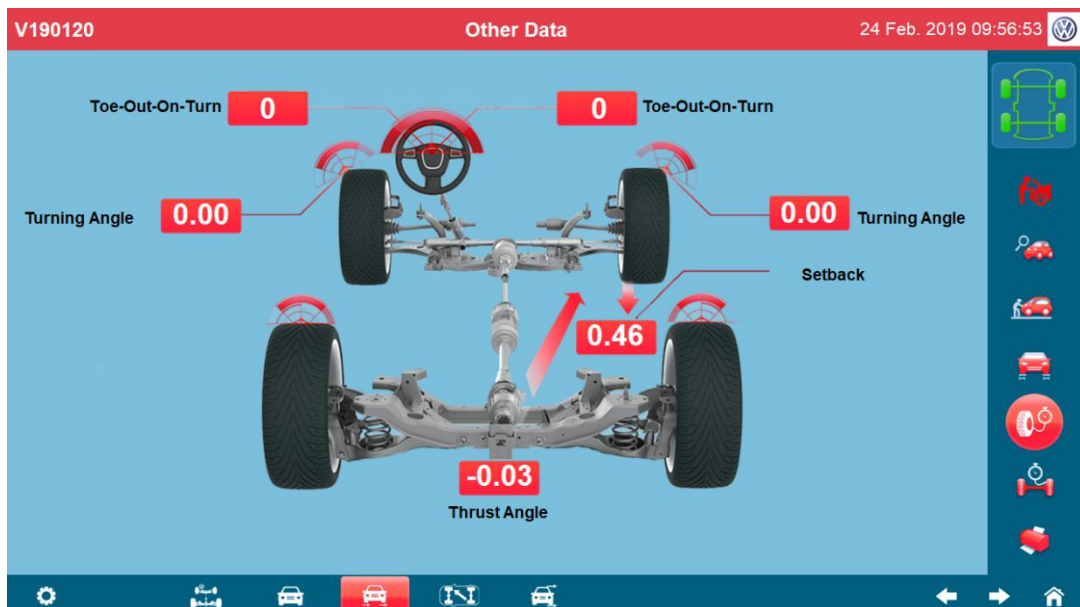 V190120
Other Data
24 Feb. 2019 09:56:53
Toe-Out-On-Turn 0
0 Toe-Out-On-Turn
Turning Angle 0.00
0.00 Turning Angle
Setback
0.46
-0.03
Thrust Angle